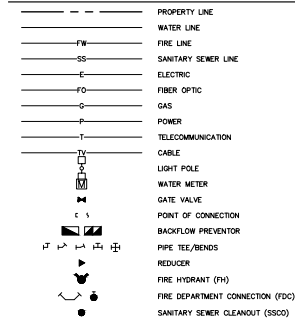 PROPERTY LINE
WATER LINE
FW FIRE LINE
SS SANITARY SEWER LINE
E ELECTRIC
FO FIBER OPTIC
G GAS
P POWER
T TELECOMMUNICATION
TV CABLE
LIGHT POLE
M WATER METER
GATE VALVE
POINT OF CONNECTION
BACKFLOW PREVENTOR
PIPE TEE/BENDS
REDUCER
FIRE HYDRANT (FH)
FIRE DEPARTMENT CONNECTION (FDC)
SANITARY SEWER CLEANOUT (SSCO)